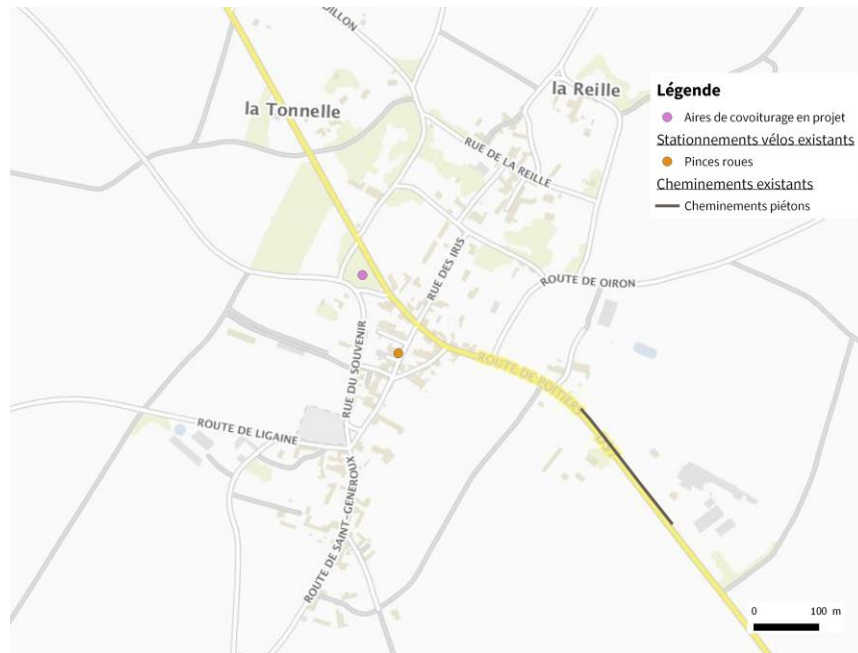 DILLON
la Tonnelle
la Reille
Légende
Aires de covoiturage en projet
Stationnements vélos existants
Pinces roues
Cheminements existants
Cheminements piétons
RUE DE LA REILLE
RUE DES IRIS
ROUTE DE OIRON
RUE DU SOUVENIR
ROUTE DE POITIERS
ROUTE DE LIGAINE
ROUTE DE SAINT-GENEROUX
0 100 m